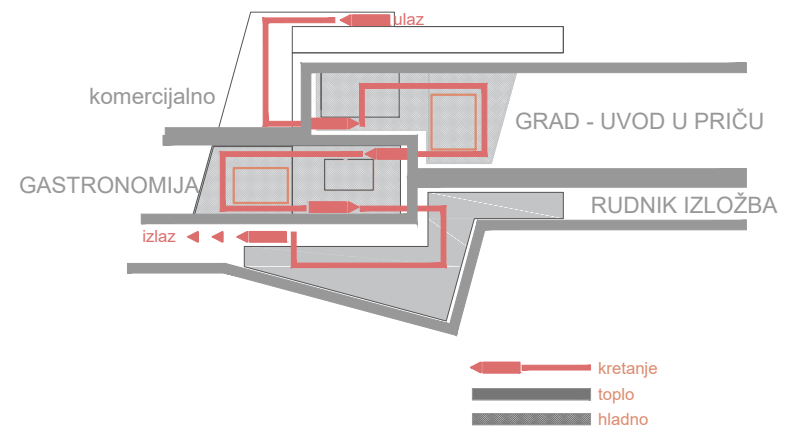 ulaz
komercijalno
GRAD - UVOD U PRIČU
GASTRONOMIJA
RUDNIK IZLOŽBA
izlaz
kretanje
toplo
hladno